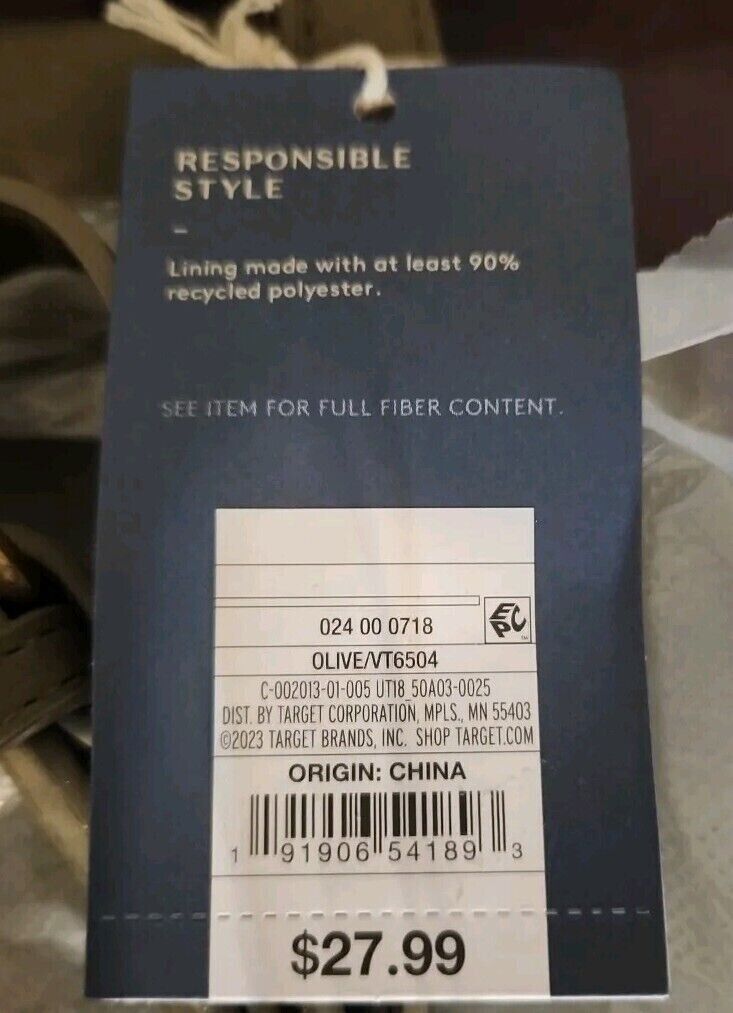 RESPONSIBLE
STYLE
–
Lining made with at least 90%
recycled polyester.
SEE ITEM FOR FULL FIBER CONTENT.
024 00 0718
EPC
™
OLIVE/VT6504
C-002013-01-005 UT18_50A03-0025
DIST. BY TARGET CORPORATION, MPLS., MN 55403
©2023 TARGET BRANDS, INC. SHOP TARGET.COM
ORIGIN: CHINA
1 91906 54189 3
$27.99